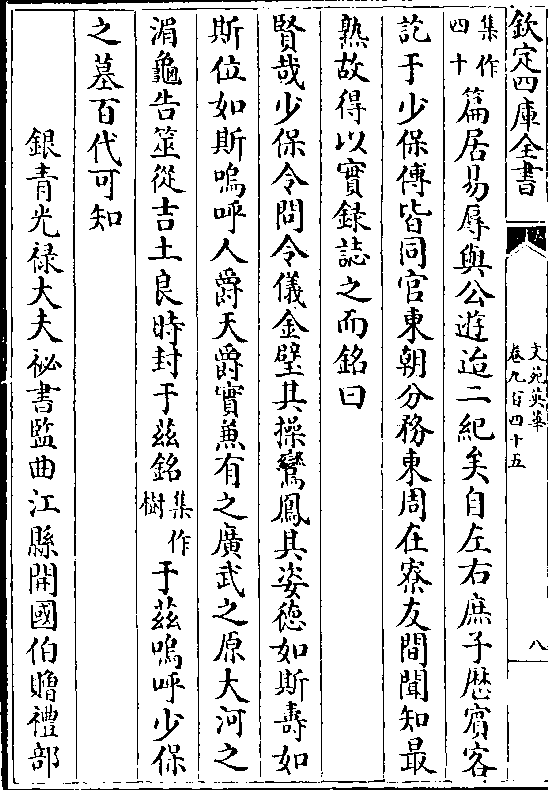 欽定四庫全書
文苑英華
卷九百四十五
八
集作四十篇居易辱與公遊迨二紀矣自左右庶子歴賓客
訖于少保傅皆同官東朝分務東周在寮友間聞知最
熟故得以實録誌之而銘曰
賢哉少保令問令儀金璧其操鸞鳳其姿徳如斯壽如
斯位如斯嗚呼人爵天爵實兼有之廣武之原大河之
湄龜告筮從吉土良時封于兹銘集作樹于兹嗚呼少保
之墓百代可知
銀青光禄大夫祕書監曲江縣開國伯贈禮部